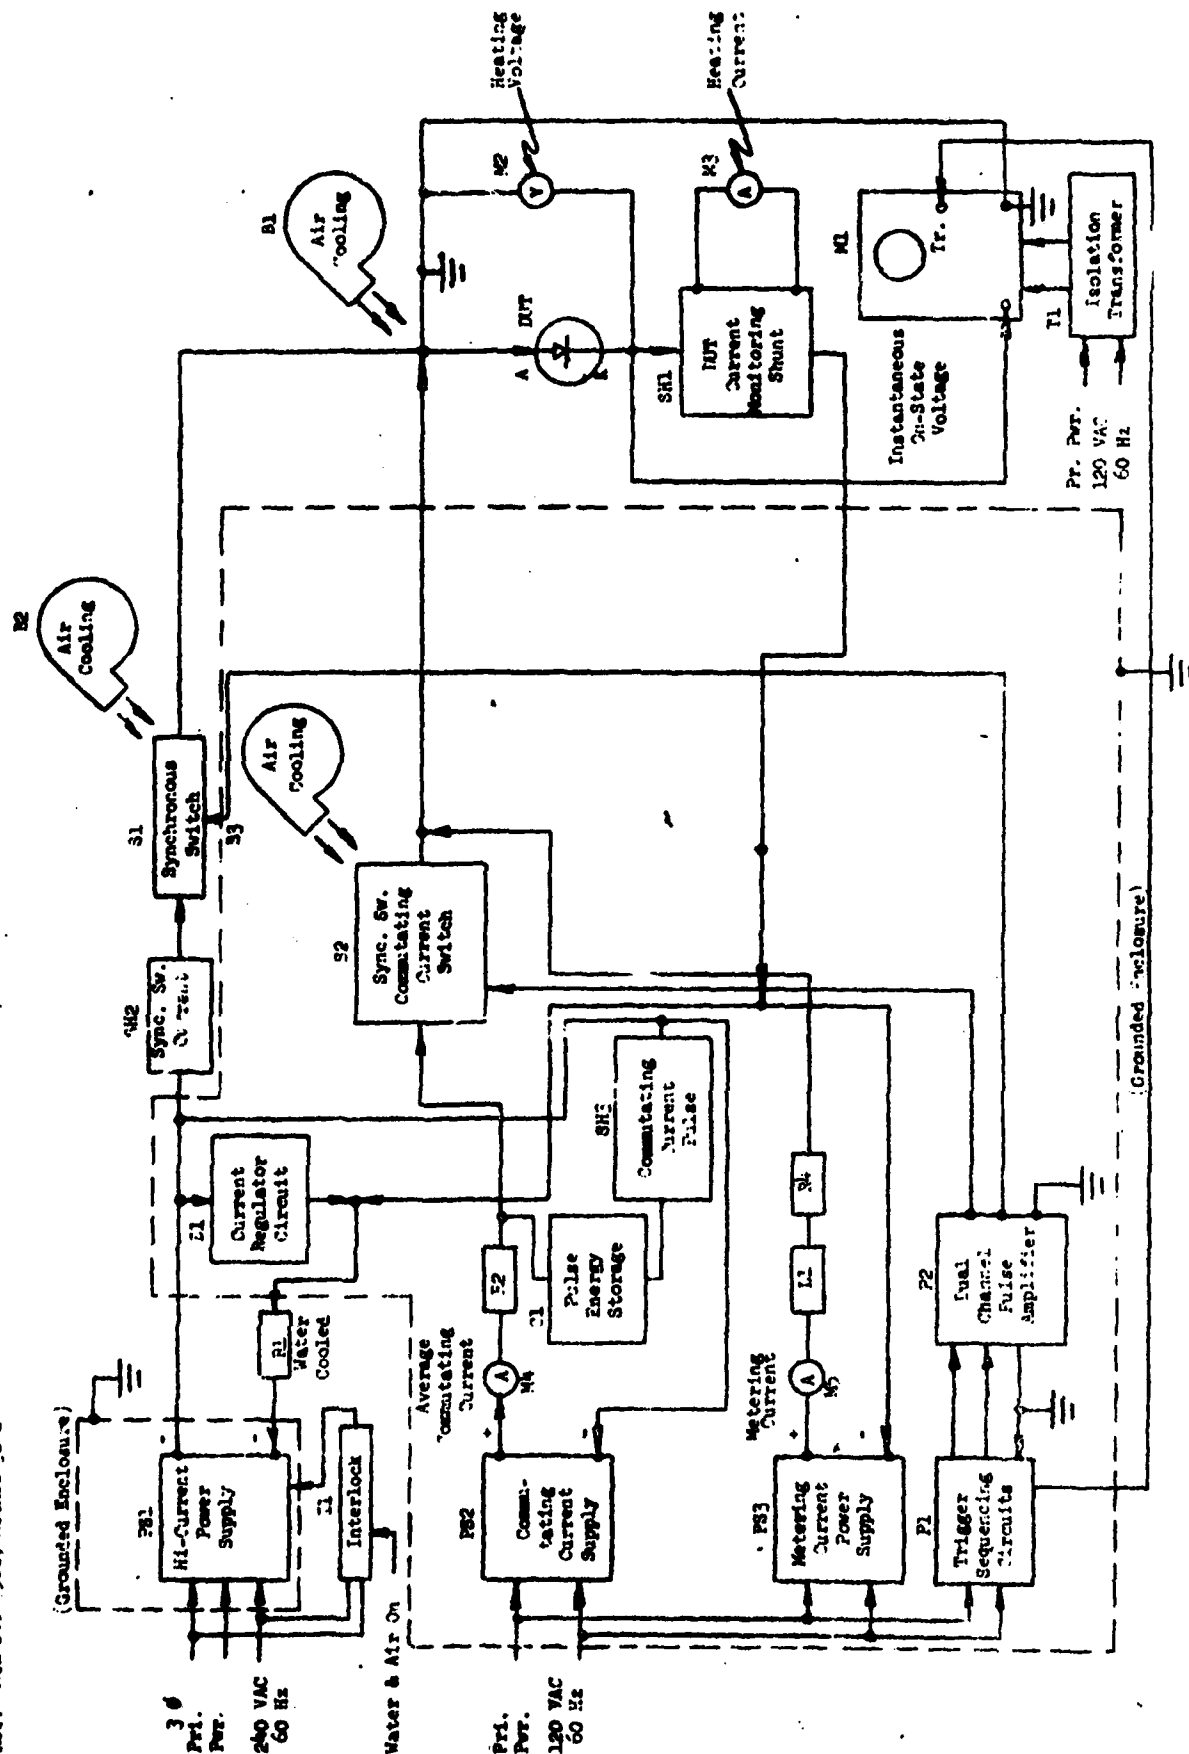 (Grounded Enclosure)
3 Ø
Pri.
Pwr.
240 VAC
60 Hz
PS1
Hi-Current
Power
Supply
-
Interlock
Water & Air On
R1
Water
Cooled
Current
Regulator
Circuit
SH2
Sync. Sw.
S1
Synchronous
Switch
B3
B2
Air
Cooling
Air
Cooling
B1
Air
Cooling
S2
Sync. Sw.
Commutating
Current
Switch
Pri.
Pwr.
120 VAC
60 Hz
PS2
Commu-
tating
Current
Supply
+
-
Average
Commutating
Current
A
M4
R2
Pulse
Energy
Storage
Commutating
Current
Pulse
PS3
Metering
Current
Power
Supply
+
-
Metering
Current
A
M5
R4
P1
Trigger
Sequencing
Circuits
P2
Dual
Channel
Pulse
Amplifier
(Grounded Enclosure)
A
DUT
K
SH1
DUT
Current
Monitoring
Shunt
M2
V
Heating
Voltage
M3
A
Heating
Current
Instantaneous
On-State
Voltage
M1
Tr.
T1
Isolation
Transformer
Pr. Pwr.
120 VAC
60 Hz